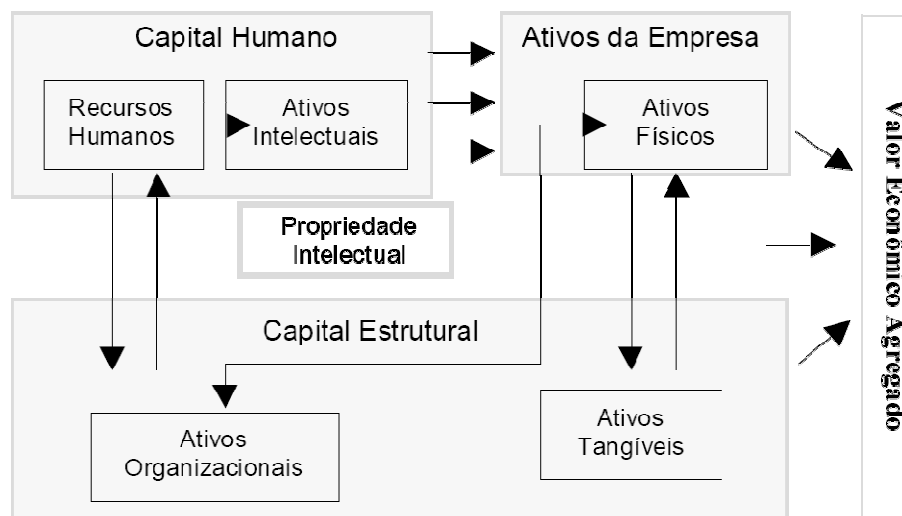 Capital Humano
Ativos da Empresa
Recursos
Humanos
Ativos
Intelectuais
Ativos
Físicos
Propriedade
Intelectual
Capital Estrutural
Ativos
Organizacionais
Ativos
Tangíveis
Valor Econômico Agregado